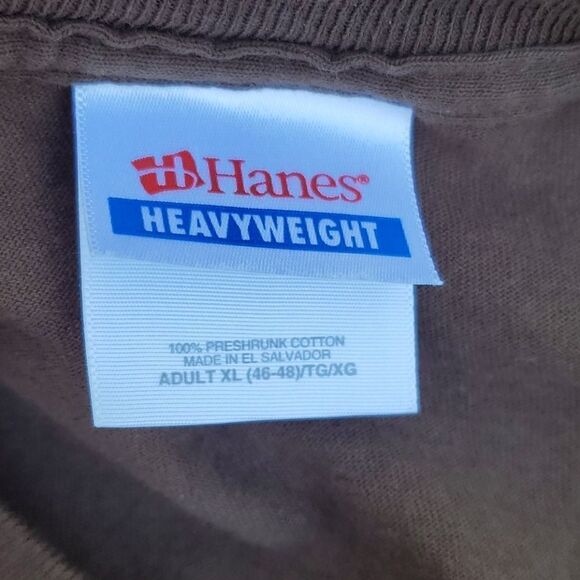 H Hanes®
HEAVYWEIGHT
100% PRESHRUNK COTTON
MADE IN EL SALVADOR
ADULT XL (46-48)/TG/XG